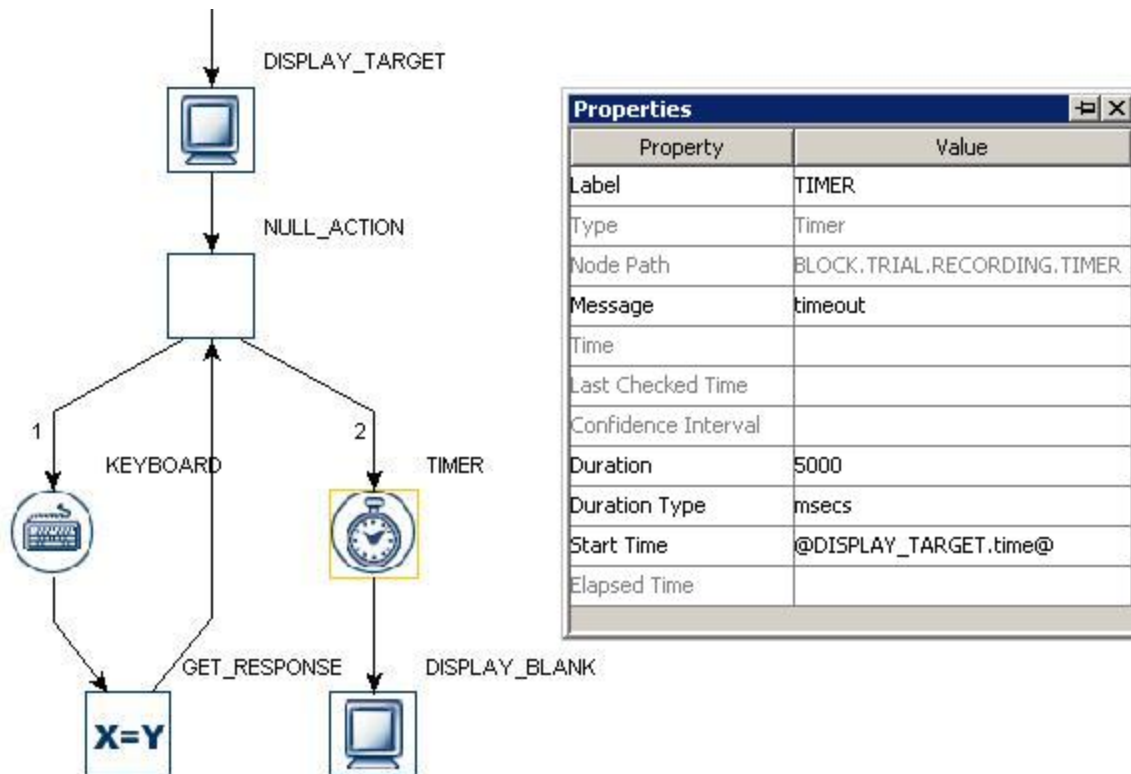 DISPLAY_TARGET
NULL_ACTION
1
2
KEYBOARD
TIMER
GET_RESPONSE
DISPLAY_BLANK
X=Y
Properties
Property Value
Label TIMER
Type Timer
Node Path BLOCK.TRIAL.RECORDING.TIMER
Message timeout
Time
Last Checked Time
Confidence Interval
Duration 5000
Duration Type msecs
Start Time @DISPLAY_TARGET.time@
Elapsed Time